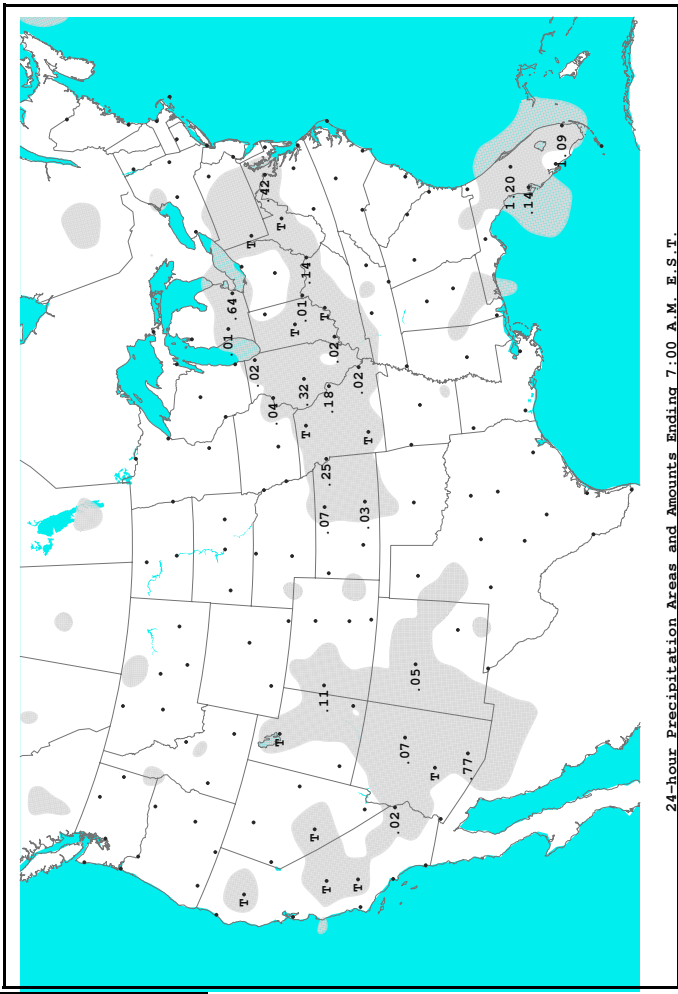 T
.01
.64
T
.02
.42
.04
T
T
T
.01
.32
.14
T
T
.11
.07
T
.25
T
.18
.02
T
.02
.03
T
.02
.07
.05
T
.77
1.20
.14
1.09
24-hour Precipitation Areas and Amounts Ending 7:00 A.M. E.S.T.